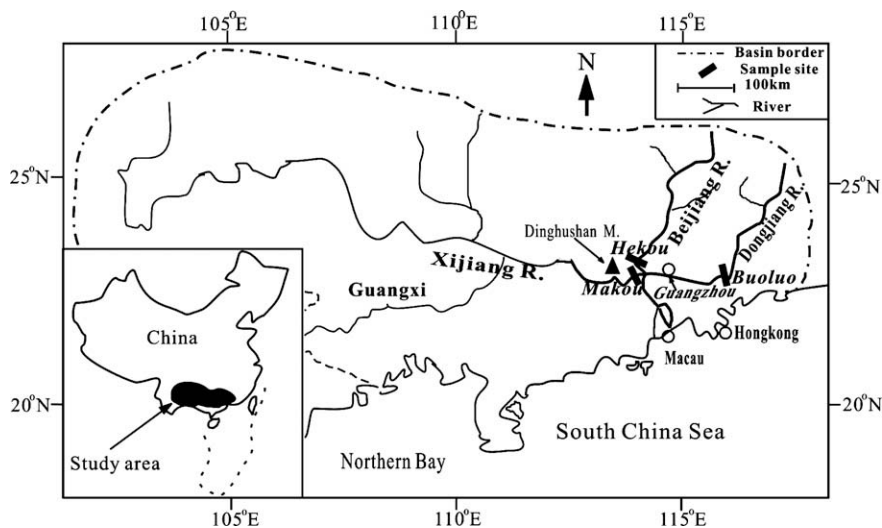 105°E
110°E
115°E
Basin border
Sample site
100km
River
N
25°N
25°N
Beijiang R.
Dongjiang R.
Dinghushan M.
Hekou
Xijiang R.
Makou
Guangzhou
Buoluo
Guangxi
Hongkong
Macau
China
20°N
20°N
South China Sea
Study area
Northern Bay
105°E
110°E
115°E